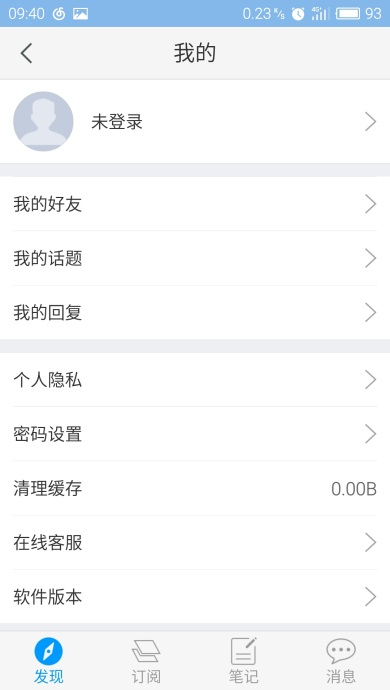 09:40 0.23 K/s 4G 93
我的
未登录
我的好友
我的话题
我的回复
个人隐私
密码设置
清理缓存 0.00B
在线客服
软件版本
发现 订阅 笔记 消息